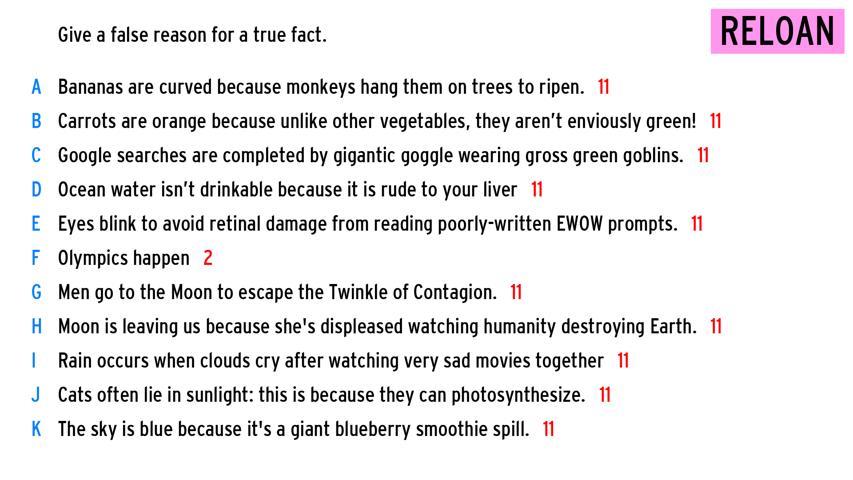 Give a false reason for a true fact.
RELOAN
A Bananas are curved because monkeys hang them on trees to ripen. 11
B Carrots are orange because unlike other vegetables, they aren’t enviously green! 11
C Google searches are completed by gigantic goggle wearing gross green goblins. 11
D Ocean water isn’t drinkable because it is rude to your liver 11
E Eyes blink to avoid retinal damage from reading poorly-written EWOW prompts. 11
F Olympics happen 2
G Men go to the Moon to escape the Twinkle of Contagion. 11
H Moon is leaving us because she's displeased watching humanity destroying Earth. 11
I Rain occurs when clouds cry after watching very sad movies together 11
J Cats often lie in sunlight: this is because they can photosynthesize. 11
K The sky is blue because it's a giant blueberry smoothie spill. 11